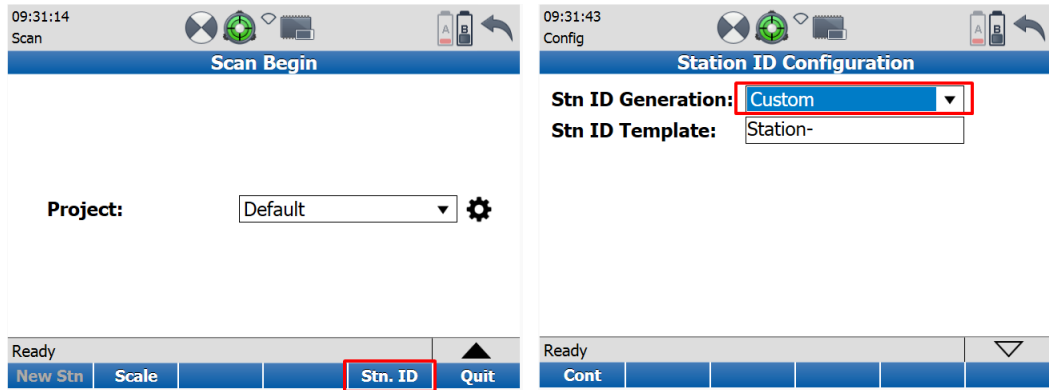 09:31:14
Scan
A B
Scan Begin
Project: Default
Ready
New Stn Scale Stn. ID Quit
09:31:43
Config
A B
Station ID Configuration
Stn ID Generation: Custom
Stn ID Template: Station-
Ready
Cont